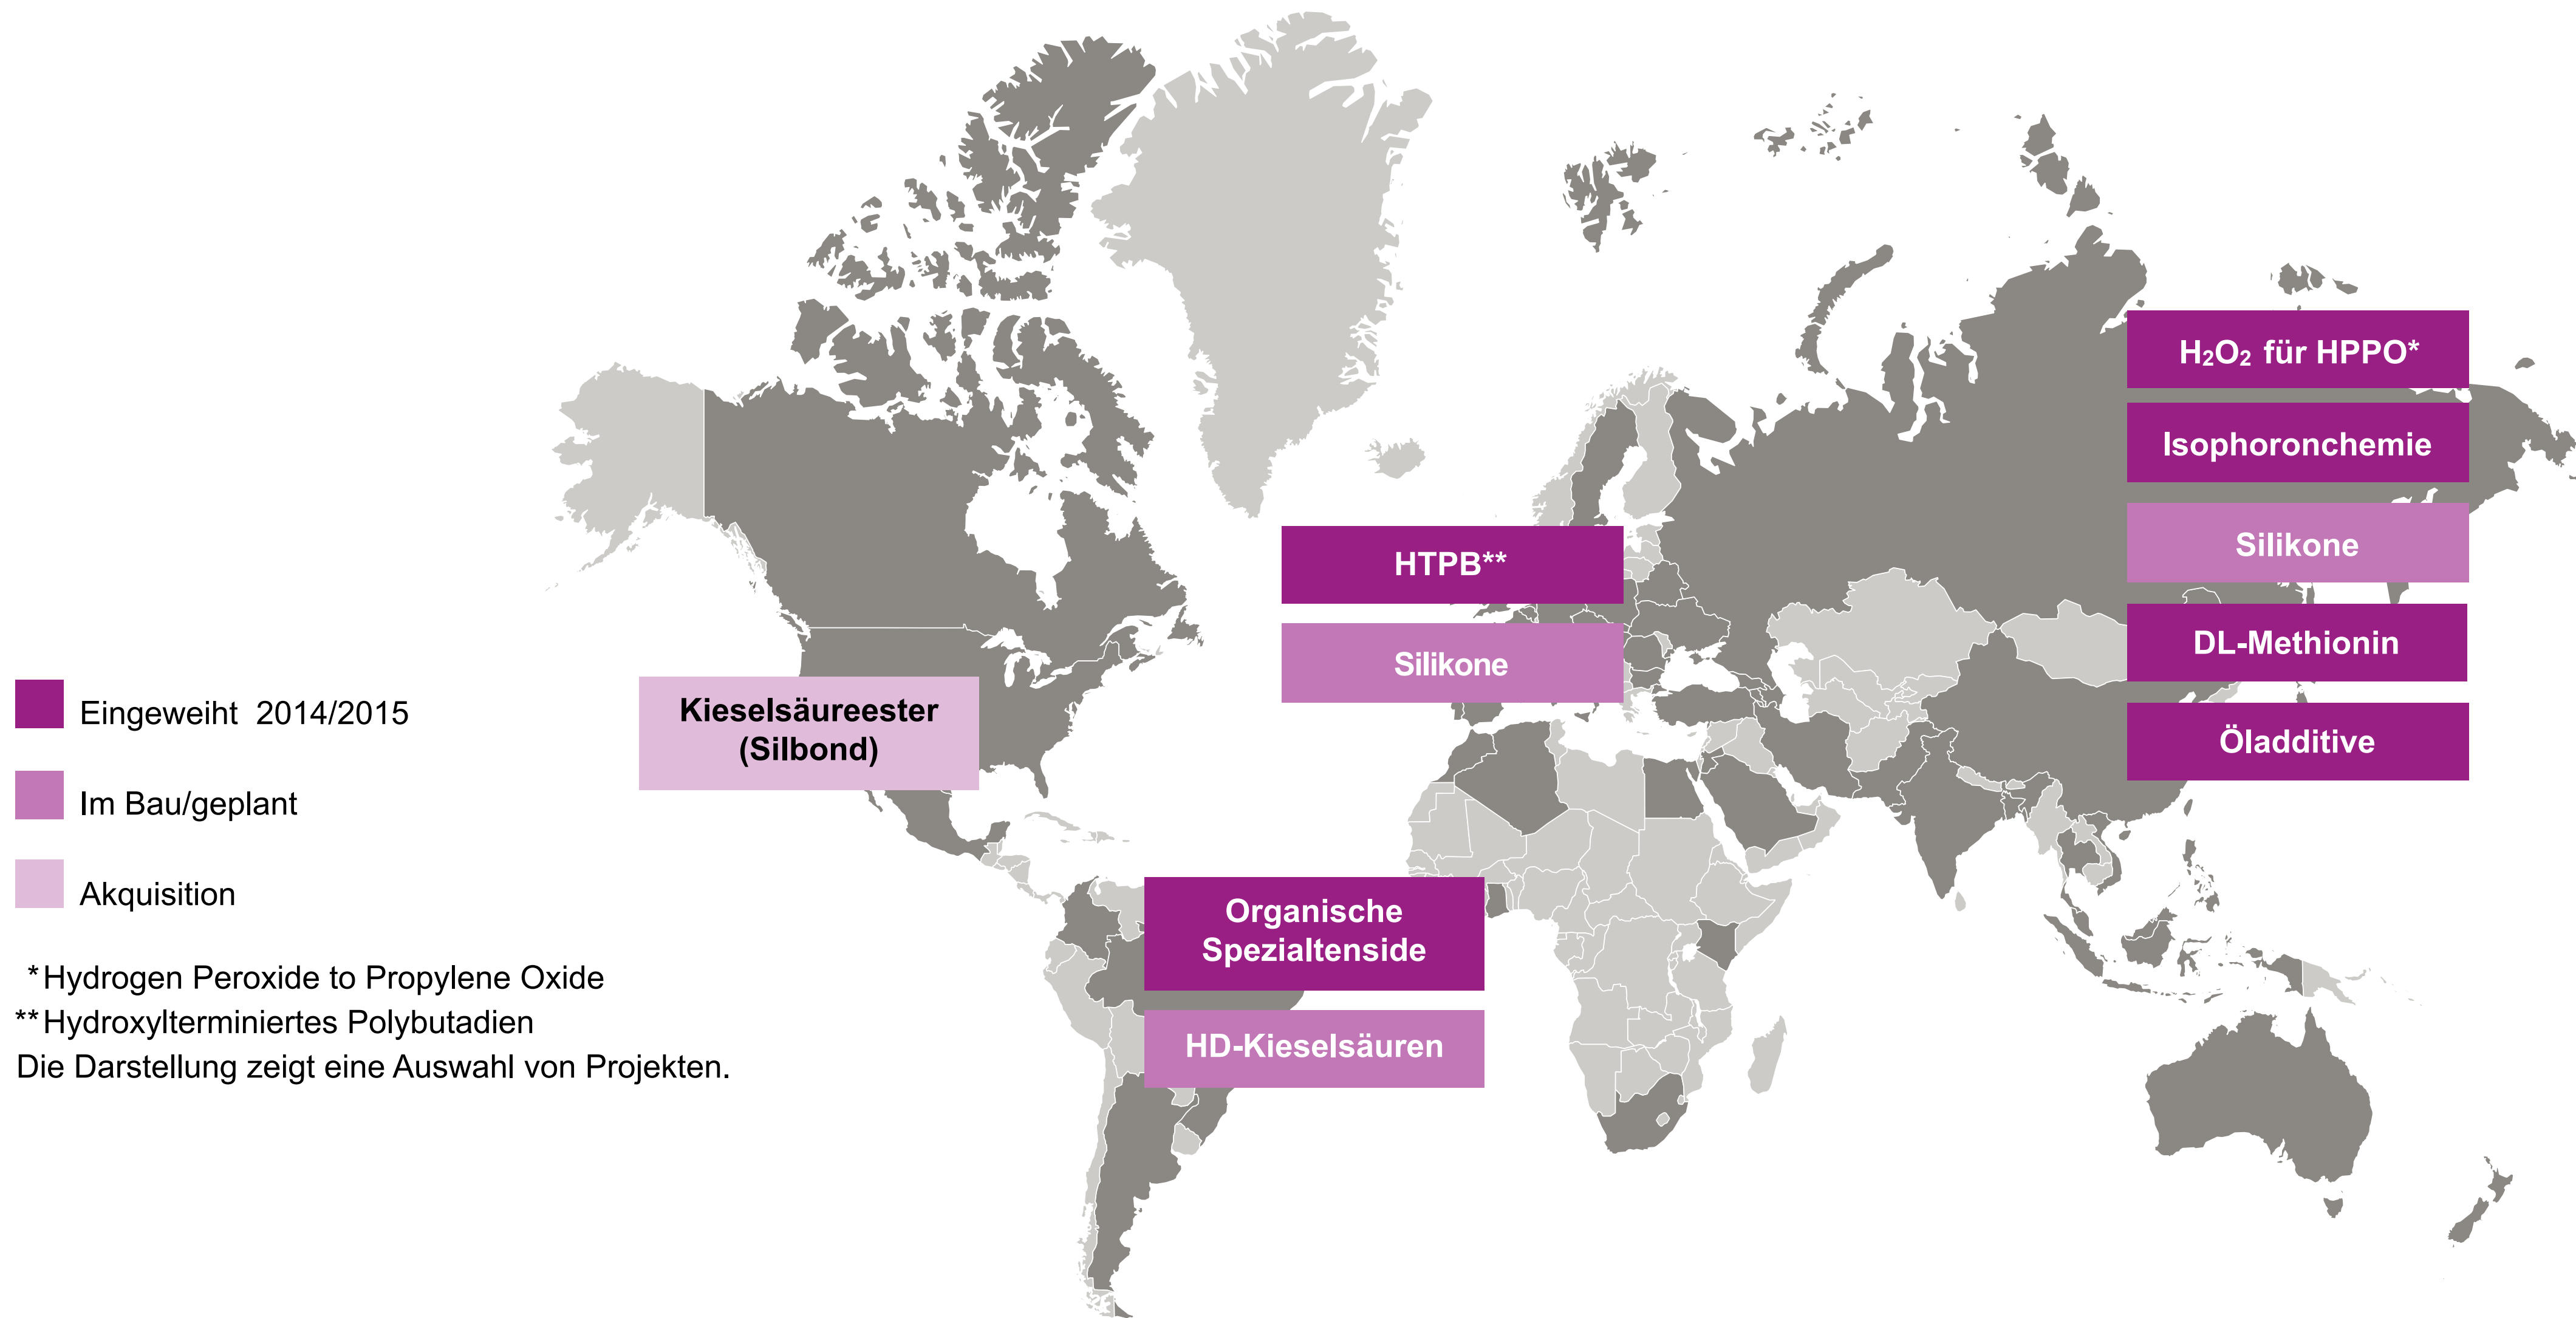 H₂O₂ für HPPO*
Isophoronchemie
Silikone
DL-Methionin
Öladditive
HTPB**
Silikone
Kieselsäureester
(Silbond)
Organische
Spezialtenside
HD-Kieselsäuren
Eingeweiht 2014/2015
Im Bau/geplant
Akquisition
*Hydrogen Peroxide to Propylene Oxide
**Hydroxylterminiertes Polybutadien
Die Darstellung zeigt eine Auswahl von Projekten.